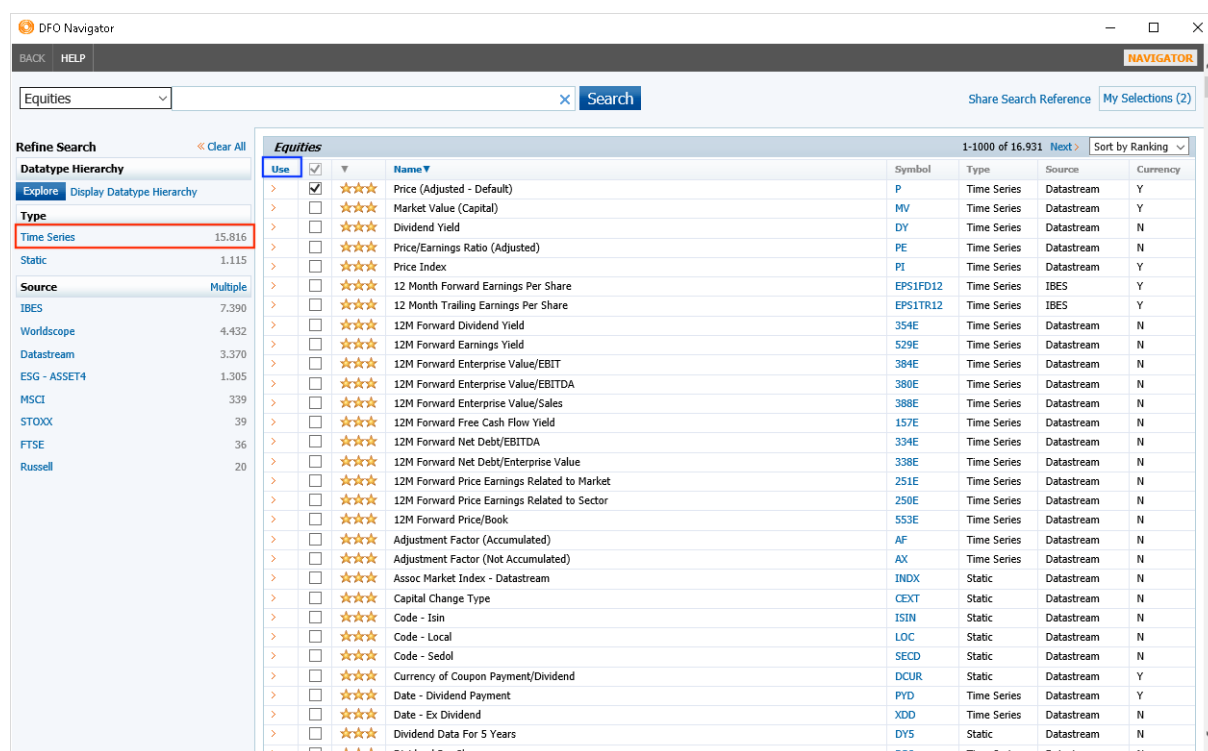 DFO Navigator
BACK HELP NAVIGATOR
Equities Search Share Search Reference My Selections (2)
Refine Search « Clear All
Datatype Hierarchy
Explore Display Datatype Hierarchy
Type
Time Series 15.816
Static 1.115
Source Multiple
IBES 7.390
Worldscope 4.432
Datastream 3.370
ESG - ASSET4 1.305
MSCI 339
STOXX 39
FTSE 36
Russell 20
Equities 1-1000 of 16.931 Next > Sort by Ranking
Use Name Symbol Type Source Currency
Price (Adjusted - Default) P Time Series Datastream Y
Market Value (Capital) MV Time Series Datastream Y
Dividend Yield DY Time Series Datastream N
Price/Earnings Ratio (Adjusted) PE Time Series Datastream N
Price Index PI Time Series Datastream Y
12 Month Forward Earnings Per Share EPS1FD12 Time Series IBES Y
12 Month Trailing Earnings Per Share EPS1TR12 Time Series IBES Y
12M Forward Dividend Yield 354E Time Series Datastream N
12M Forward Earnings Yield 529E Time Series Datastream N
12M Forward Enterprise Value/EBIT 384E Time Series Datastream N
12M Forward Enterprise Value/EBITDA 380E Time Series Datastream N
12M Forward Enterprise Value/Sales 388E Time Series Datastream N
12M Forward Free Cash Flow Yield 157E Time Series Datastream N
12M Forward Net Debt/EBITDA 334E Time Series Datastream N
12M Forward Net Debt/Enterprise Value 338E Time Series Datastream N
12M Forward Price Earnings Related to Market 251E Time Series Datastream N
12M Forward Price Earnings Related to Sector 250E Time Series Datastream N
12M Forward Price/Book 553E Time Series Datastream N
Adjustment Factor (Accumulated) AF Time Series Datastream N
Adjustment Factor (Not Accumulated) AX Time Series Datastream N
Assoc Market Index - Datastream INDX Static Datastream N
Capital Change Type CEXT Static Datastream N
Code - Isin ISIN Static Datastream N
Code - Local LOC Static Datastream N
Code - Sedol SECD Static Datastream N
Currency of Coupon Payment/Dividend DCUR Static Datastream Y
Date - Dividend Payment PYD Time Series Datastream Y
Date - Ex Dividend XDD Time Series Datastream N
Dividend Data For 5 Years DY5 Static Datastream N